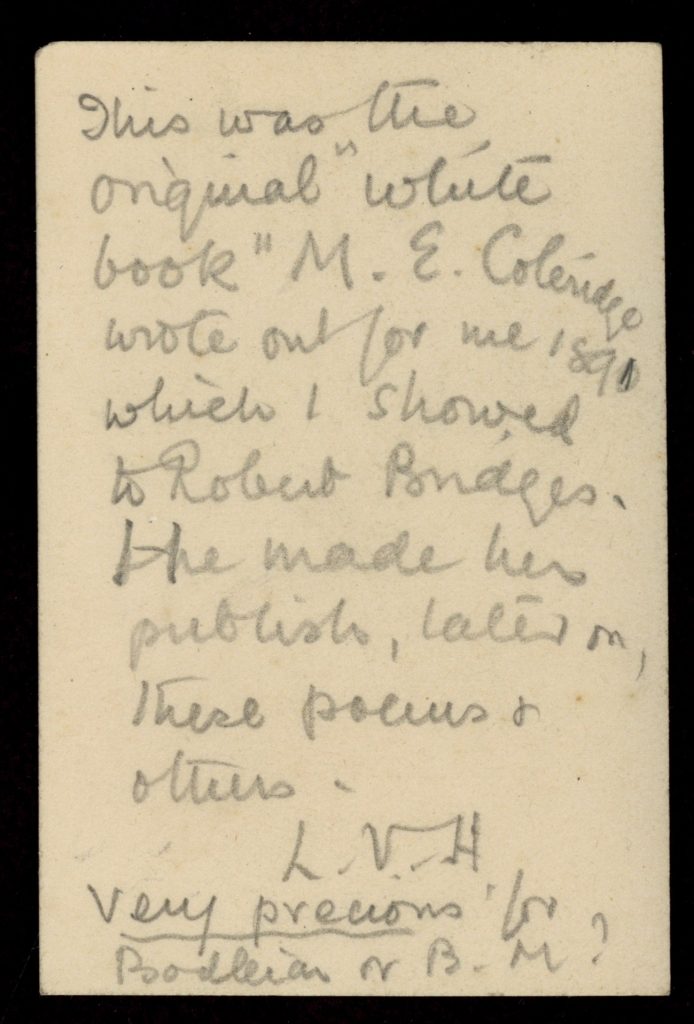 This was the
original "white
book" M. E. Coleridge
wrote out for me 1891
which I showed
to Robert Bridges.
He made her
publish, later on,
these poems &
others.
L.V.H
Very precious for
Bodleian or B.M?